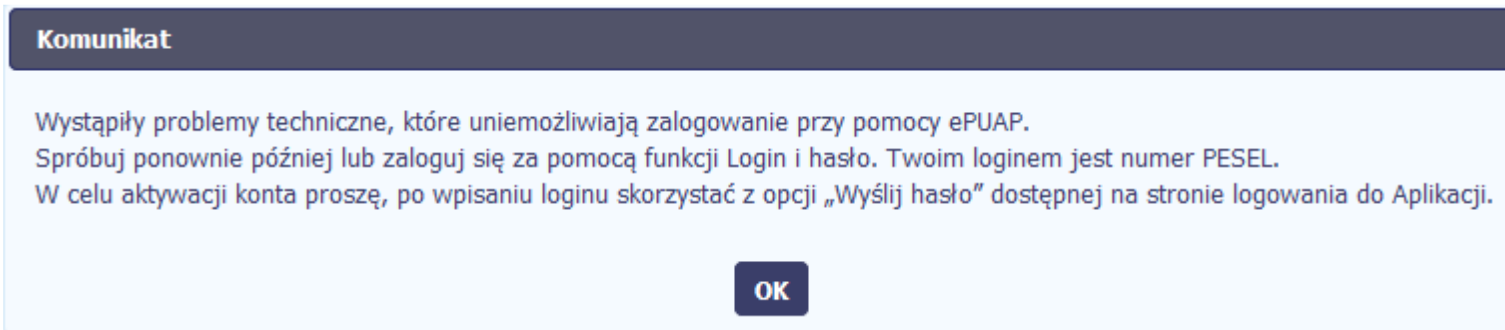 Komunikat
Wystąpiły problemy techniczne, które uniemożliwiają zalogowanie przy pomocy ePUAP.
Spróbuj ponownie później lub zaloguj się za pomocą funkcji Login i hasło. Twoim loginem jest numer PESEL.
W celu aktywacji konta proszę, po wpisaniu loginu skorzystać z opcji „Wyślij hasło” dostępnej na stronie logowania do Aplikacji.
OK